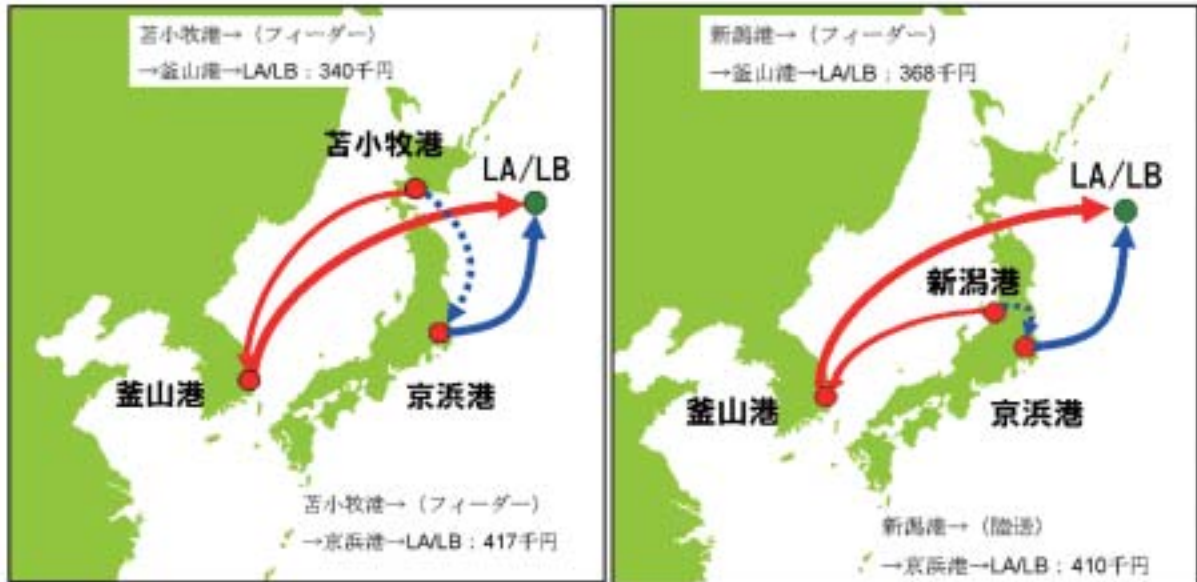 苫小牧港→（フィーダー）
→釜山港→LA/LB：340千円
苫小牧港
LA/LB
釜山港
京浜港
苫小牧港→（フィーダー）
→京浜港→LA/LB：417千円
新潟港→（フィーダー）
→釜山港→LA/LB：368千円
LA/LB
新潟港
釜山港
京浜港
新潟港→（陸送）
→京浜港→LA/LB：410千円